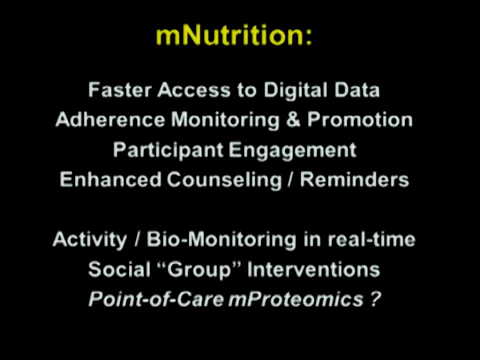 mNutrition:
Faster Access to Digital Data
Adherence Monitoring & Promotion
Participant Engagement
Enhanced Counseling / Reminders
Activity / Bio-Monitoring in real-time
Social “Group” Interventions
Point-of-Care mProteomics ?